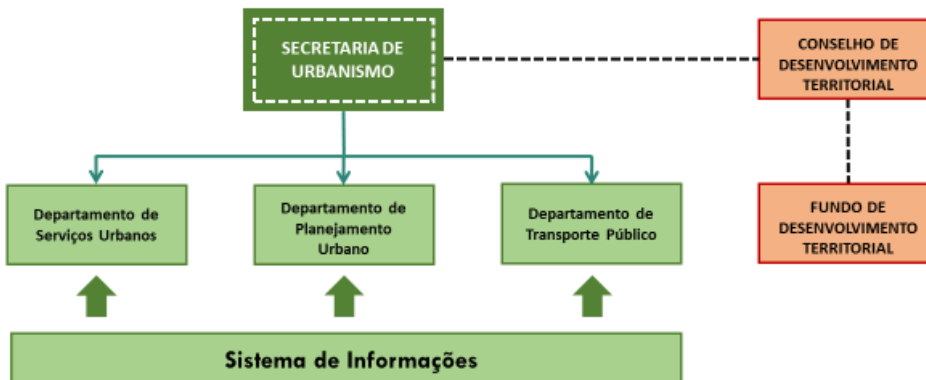 SECRETARIA DE
URBANISMO
CONSELHO DE
DESENVOLVIMENTO
TERRITORIAL
Departamento de
Serviços Urbanos
Departamento de
Planejamento
Urbano
Departamento de
Transporte Público
FUNDO DE
DESENVOLVIMENTO
TERRITORIAL
Sistema de Informações